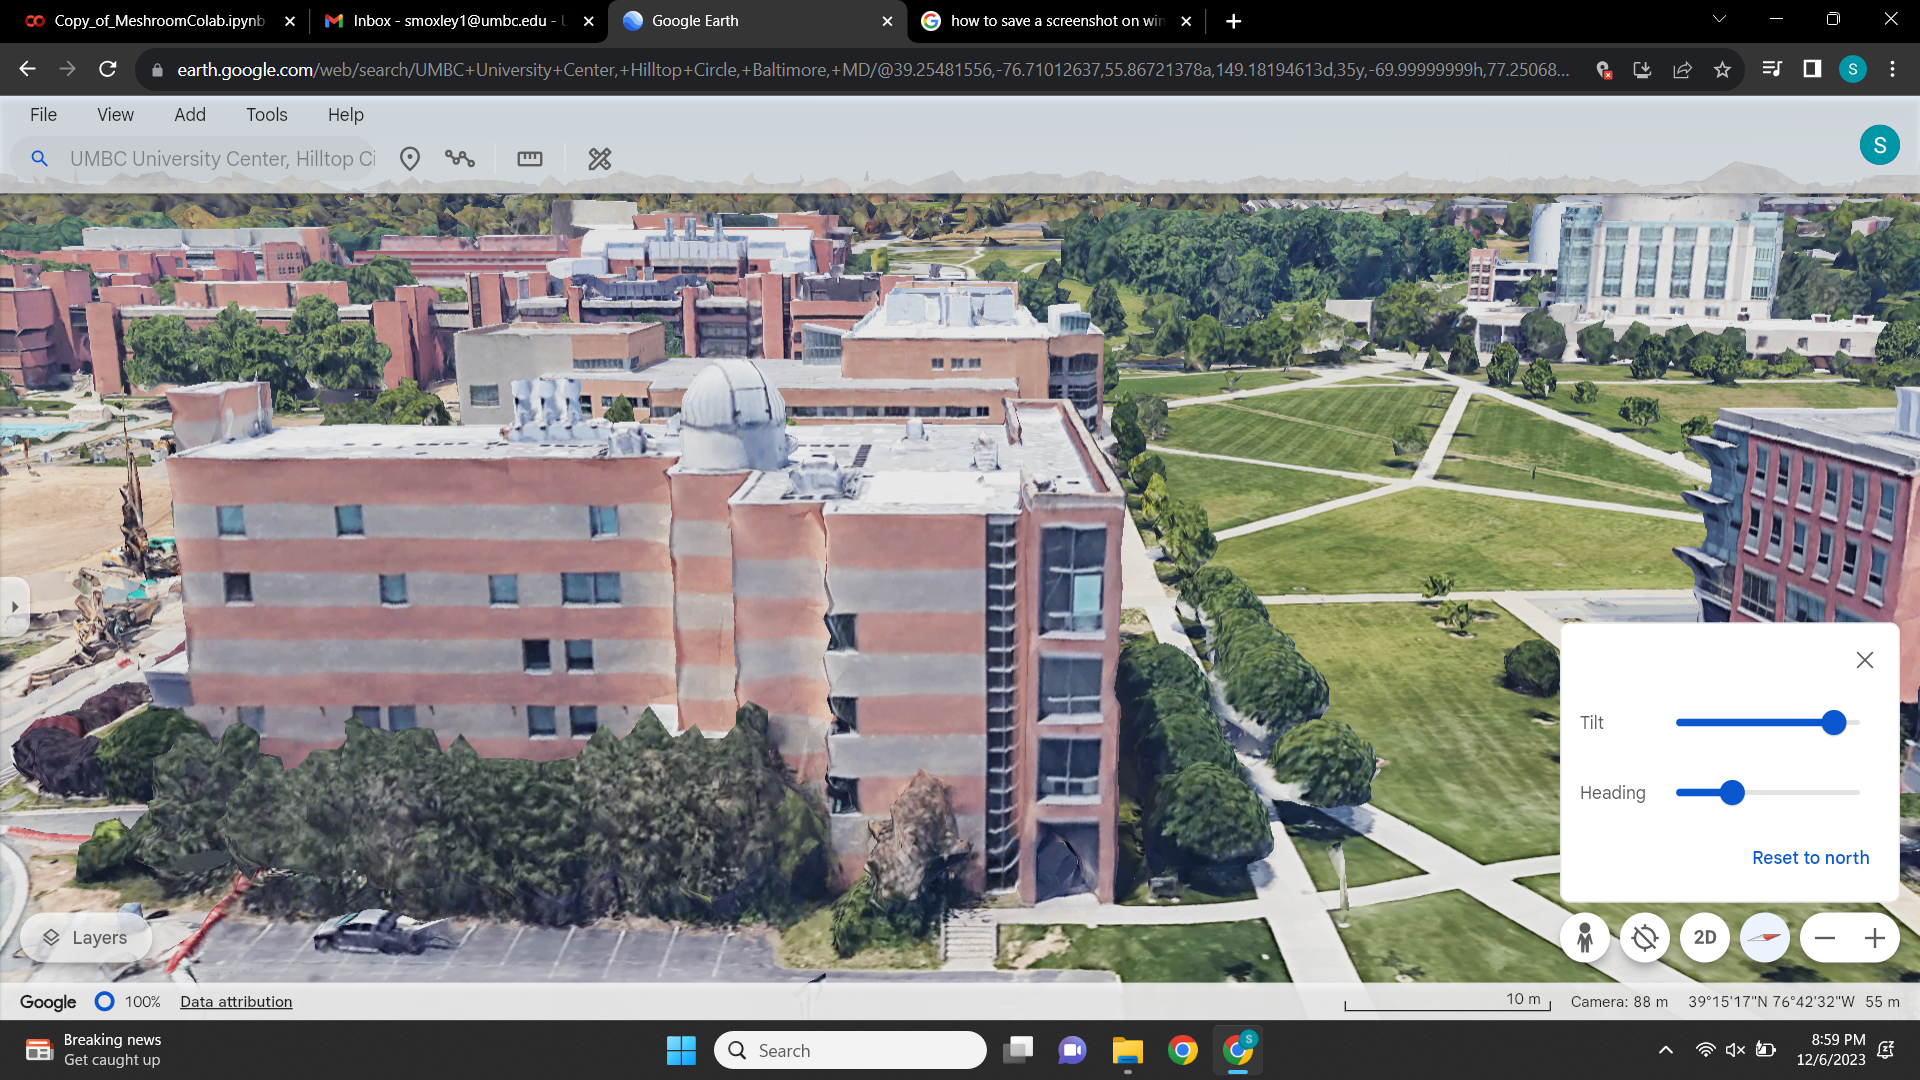 Copy_of_MeshroomColab.ipynb
Inbox - smoxley1@umbc.edu - U
Google Earth
how to save a screenshot on win
earth.google.com/web/search/UMBC+University+Center,+Hilltop+Circle,+Baltimore,+MD/@39.25481556,-76.71012637,55.86721378a,149.18194613d,35y,-69.99999999h,77.25068...
S
File View Add Tools Help
UMBC University Center, Hilltop Ci
S
Tilt
Heading
Reset to north
Layers
2D
Google 100% Data attribution
10 m
Camera: 88 m 39°15'17"N 76°42'32"W 55 m
Breaking news
Get caught up
Search
S
8:59 PM
12/6/2023